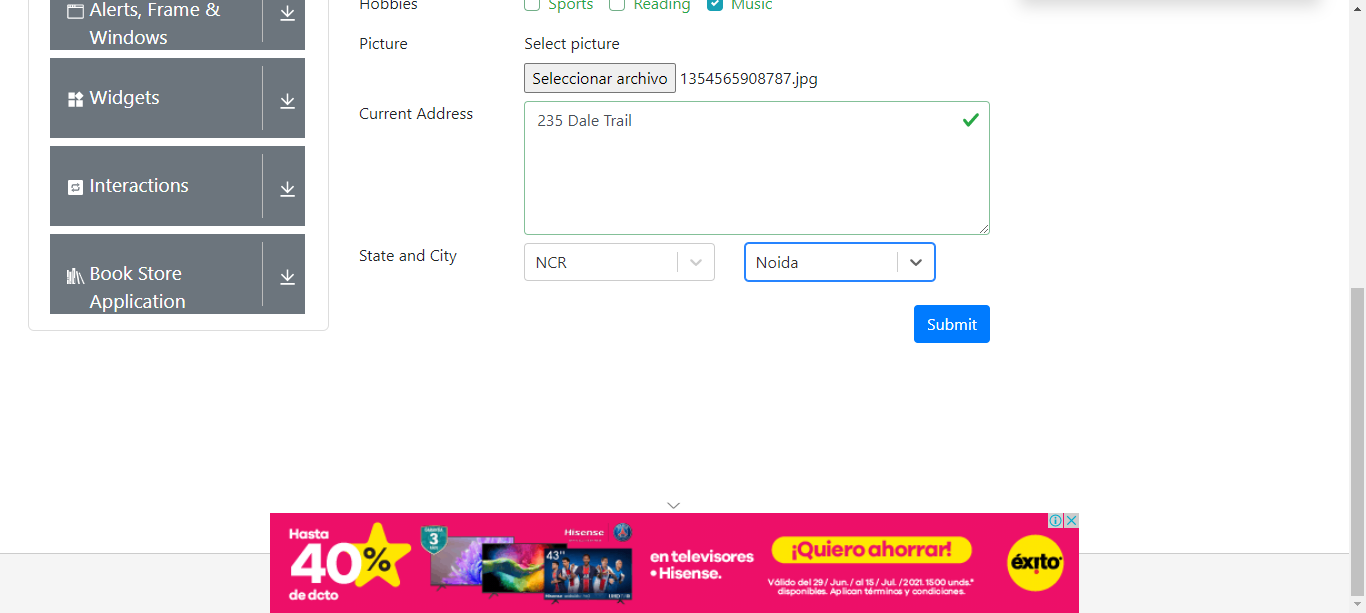 Alerts, Frame &
Windows
Widgets
Interactions
Book Store
Application
Hobbies
Sports Reading Music
Picture
Select picture
Seleccionar archivo 1354565908787.jpg
Current Address
235 Dale Trail
State and City
NCR
Noida
Submit
Hasta
40%
de dcto
3
Hisense
43"
en televisores
• Hisense.
¡Quiero ahorrar!
Válido del 29 / Jun. / al 15 / Jul. / 2021. 1500 unds.*
disponibles. Aplican términos y condiciones.
éxito